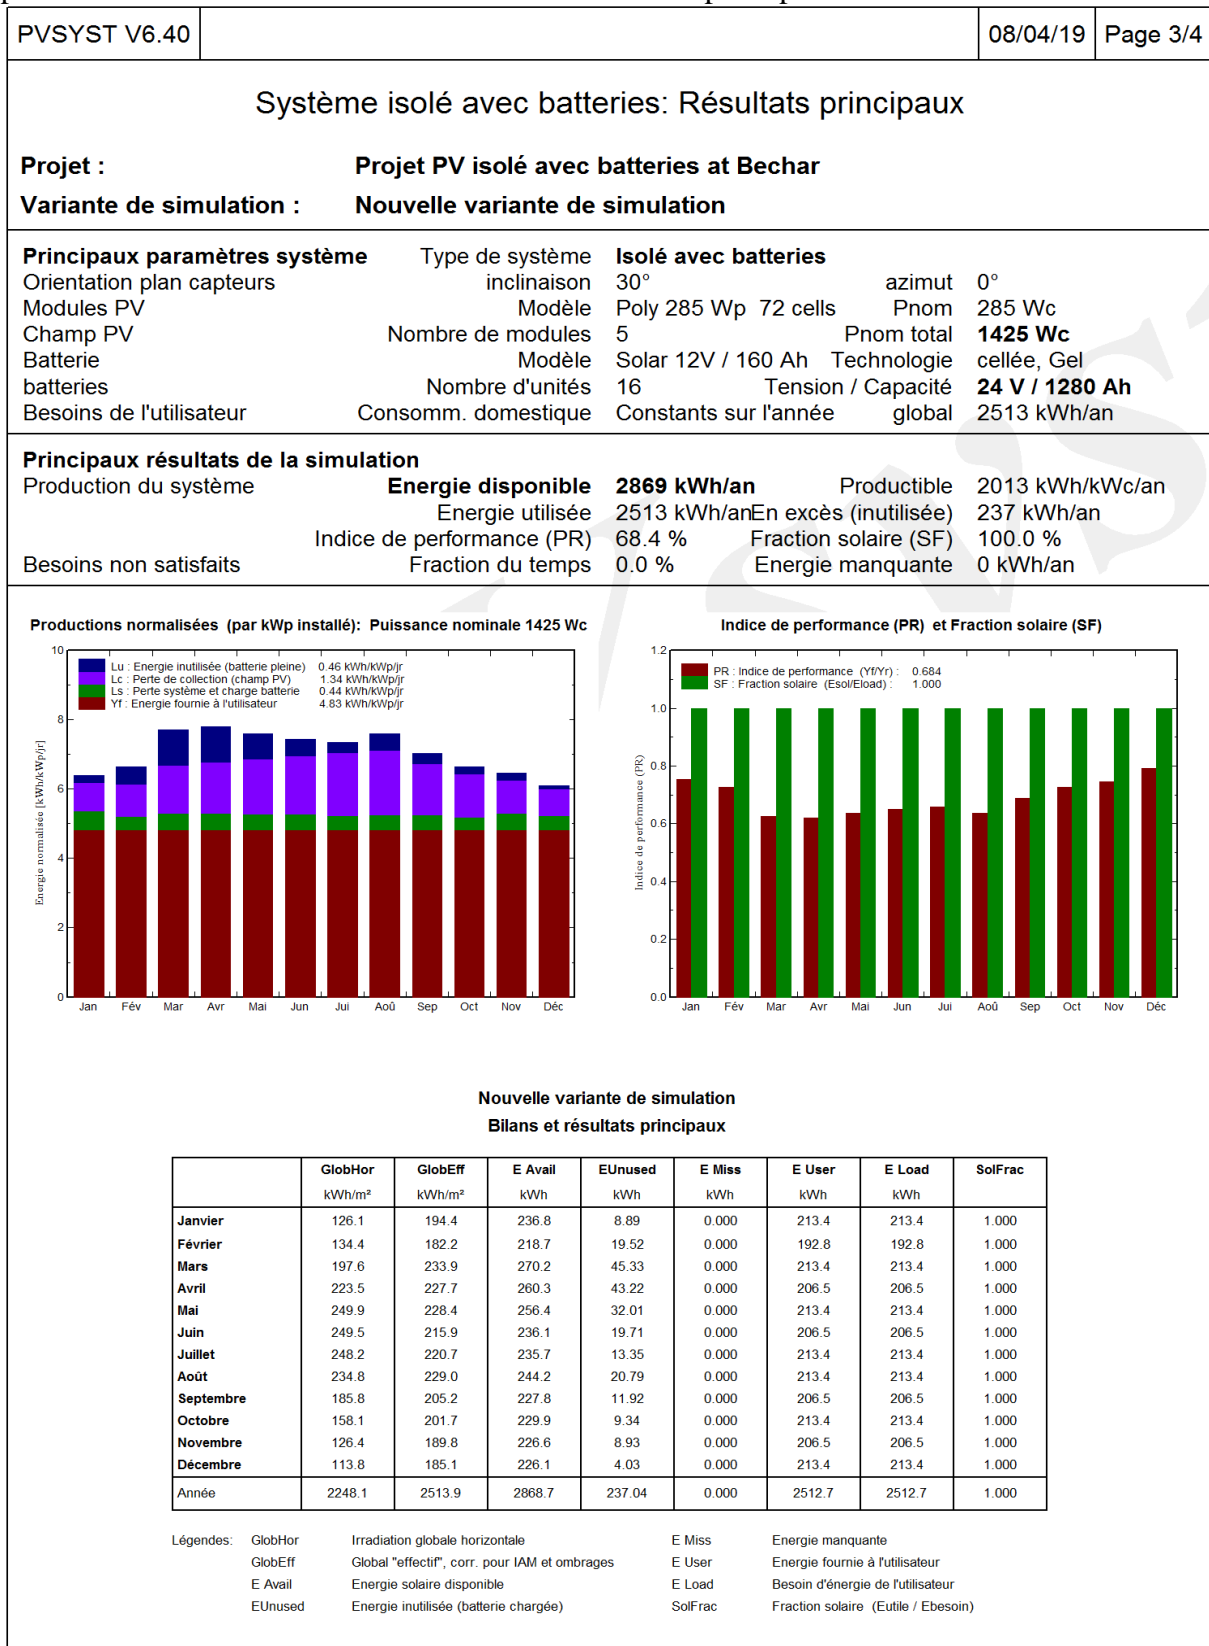 PVSYST V6.40 08/04/19 Page 3/4
Système isolé avec batteries: Résultats principaux
Projet : Projet PV isolé avec batteries at Bechar
Variante de simulation : Nouvelle variante de simulation
Principaux paramètres système Type de système Isolé avec batteries
Orientation plan capteurs inclinaison 30° azimut 0°
Modules PV Modèle Poly 285 Wp 72 cells Pnom 285 Wc
Champ PV Nombre de modules 5 Pnom total 1425 Wc
Batterie Modèle Solar 12V / 160 Ah Technologie cellée, Gel
batteries Nombre d'unités 16 Tension / Capacité 24 V / 1280 Ah
Besoins de l'utilisateur Consomm. domestique Constants sur l'année global 2513 kWh/an
Principaux résultats de la simulation
Production du système Energie disponible 2869 kWh/an Productible 2013 kWh/kWc/an
Energie utilisée 2513 kWh/an En excès (inutilisée) 237 kWh/an
Indice de performance (PR) 68.4 % Fraction solaire (SF) 100.0 %
Besoins non satisfaits Fraction du temps 0.0 % Energie manquante 0 kWh/an
Productions normalisées (par kWp installé): Puissance nominale 1425 Wc
Lu : Energie inutilisée (batterie pleine) 0.46 kWh/kWp/jr
Lc : Perte de collection (champ PV) 1.34 kWh/kWp/jr
Ls : Perte système et charge batterie 0.44 kWh/kWp/jr
Yf : Energie fournie à l'utilisateur 4.83 kWh/kWp/jr
Energie normalisée [kWh/kWp/jr]
10
8
6
4
2
0
Jan Fév Mar Avr Mai Jun Jui Aoû Sep Oct Nov Déc
Indice de performance (PR) et Fraction solaire (SF)
PR : Indice de performance (Yf/Yr) : 0.684
SF : Fraction solaire (Esol/Eload) : 1.000
Indice de performance (PR)
1.2
1.0
0.8
0.6
0.4
0.2
0.0
Jan Fév Mar Avr Mai Jun Jui Aoû Sep Oct Nov Déc
Nouvelle variante de simulation
Bilans et résultats principaux
GlobHor GlobEff E Avail EUnused E Miss E User E Load SolFrac
kWh/m² kWh/m² kWh kWh kWh kWh kWh
Janvier 126.1 194.4 236.8 8.89 0.000 213.4 213.4 1.000
Février 134.4 182.2 218.7 19.52 0.000 192.8 192.8 1.000
Mars 197.6 233.9 270.2 45.33 0.000 213.4 213.4 1.000
Avril 223.5 227.7 260.3 43.22 0.000 206.5 206.5 1.000
Mai 249.9 228.4 256.4 32.01 0.000 213.4 213.4 1.000
Juin 249.5 215.9 236.1 19.71 0.000 206.5 206.5 1.000
Juillet 248.2 220.7 235.7 13.35 0.000 213.4 213.4 1.000
Août 234.8 229.0 244.2 20.79 0.000 213.4 213.4 1.000
Septembre 185.8 205.2 227.8 11.92 0.000 206.5 206.5 1.000
Octobre 158.1 201.7 229.9 9.34 0.000 213.4 213.4 1.000
Novembre 126.4 189.8 226.6 8.93 0.000 206.5 206.5 1.000
Décembre 113.8 185.1 226.1 4.03 0.000 213.4 213.4 1.000
Année 2248.1 2513.9 2868.7 237.04 0.000 2512.7 2512.7 1.000
Légendes: GlobHor Irradiation globale horizontale E Miss Energie manquante
GlobEff Global "effectif", corr. pour IAM et ombrages E User Energie fournie à l'utilisateur
E Avail Energie solaire disponible E Load Besoin d'énergie de l'utilisateur
EUnused Energie inutilisée (batterie chargée) SolFrac Fraction solaire (Eutile / Ebesoin)